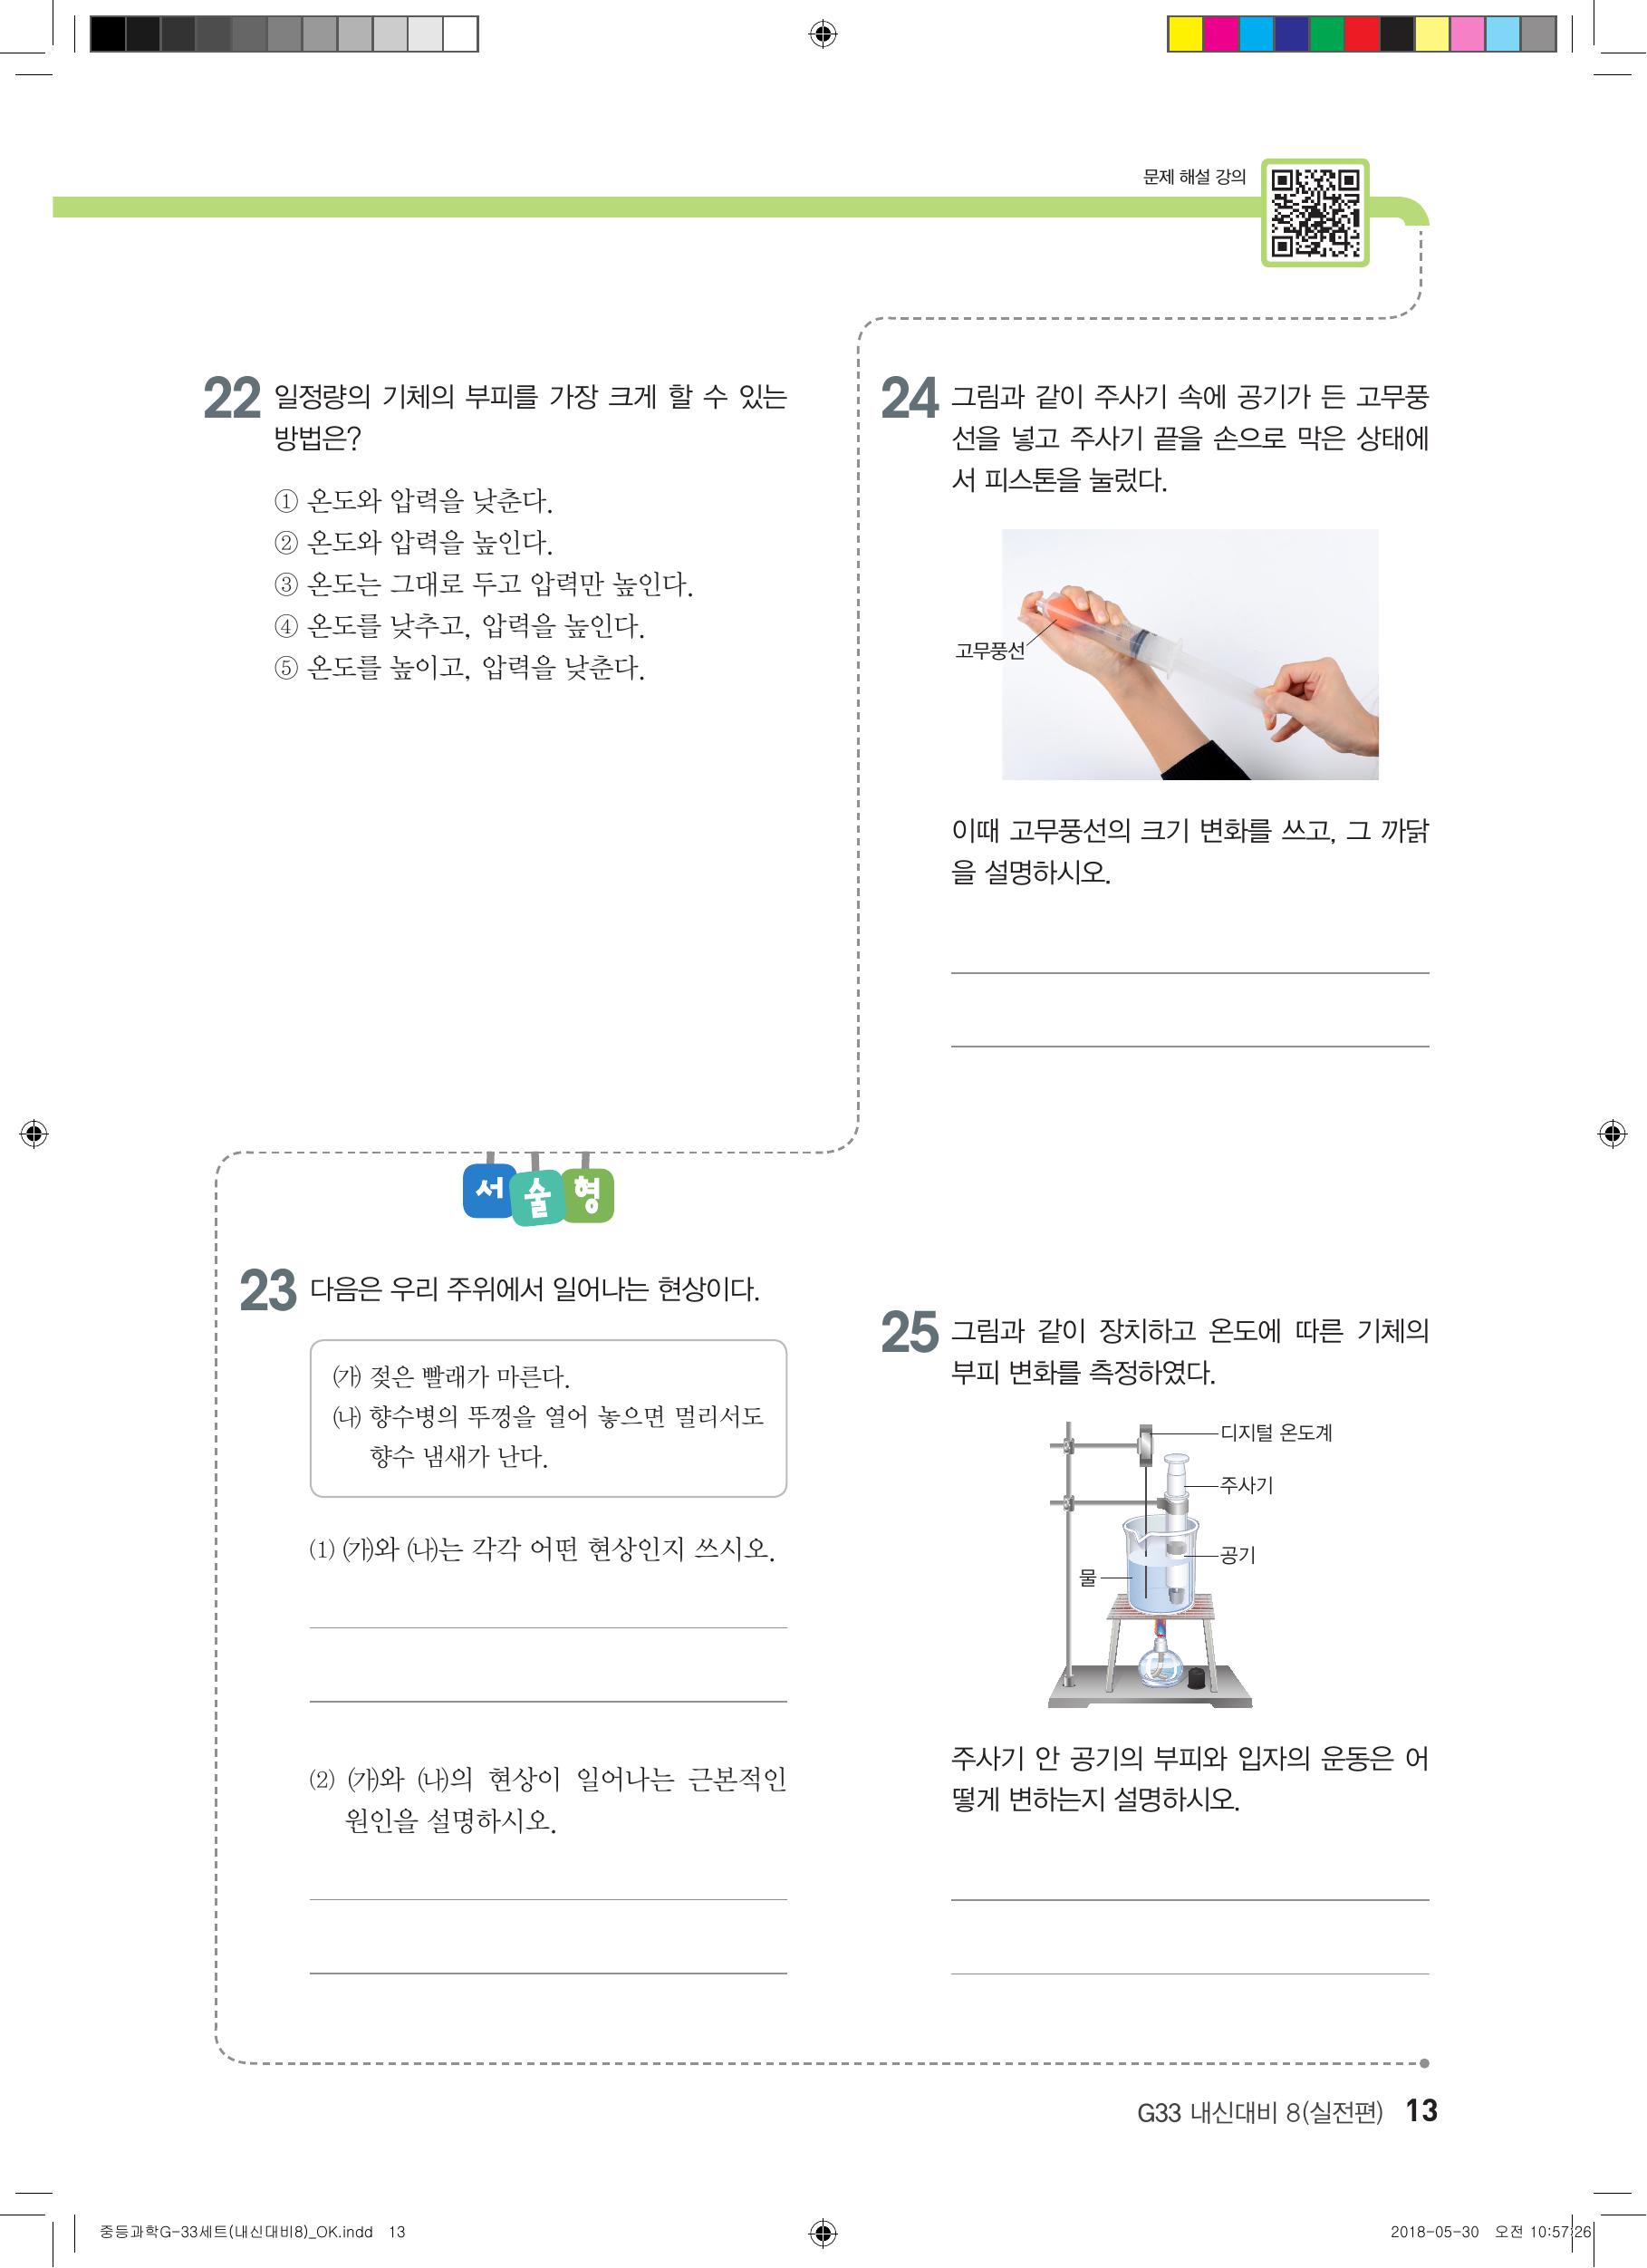 문제 해설 강의
22 일정량의 기체의 부피를 가장 크게 할 수 있는
방법은?
① 온도와 압력을 낮춘다.
② 온도와 압력을 높인다.
③ 온도는 그대로 두고 압력만 높인다.
④ 온도를 낮추고, 압력을 높인다.
⑤ 온도를 높이고, 압력을 낮춘다.
서술형
23 다음은 우리 주위에서 일어나는 현상이다.
㈎ 젖은 빨래가 마른다.
㈏ 향수병의 뚜껑을 열어 놓으면 멀리서도
향수 냄새가 난다.
⑴ ㈎와 ㈏는 각각 어떤 현상인지 쓰시오.
⑵ ㈎와 ㈏의 현상이 일어나는 근본적인
원인을 설명하시오.
24 그림과 같이 주사기 속에 공기가 든 고무풍
선을 넣고 주사기 끝을 손으로 막은 상태에
서 피스톤을 눌렀다.
고무풍선
이때 고무풍선의 크기 변화를 쓰고, 그 까닭
을 설명하시오.
25 그림과 같이 장치하고 온도에 따른 기체의
부피 변화를 측정하였다.
디지털 온도계
주사기
공기
물
주사기 안 공기의 부피와 입자의 운동은 어
떻게 변하는지 설명하시오.
G33 내신대비 8(실전편) 13
중등과학G-33세트(내신대비8)_OK.indd 13
2018-05-30 오전 10:57:26